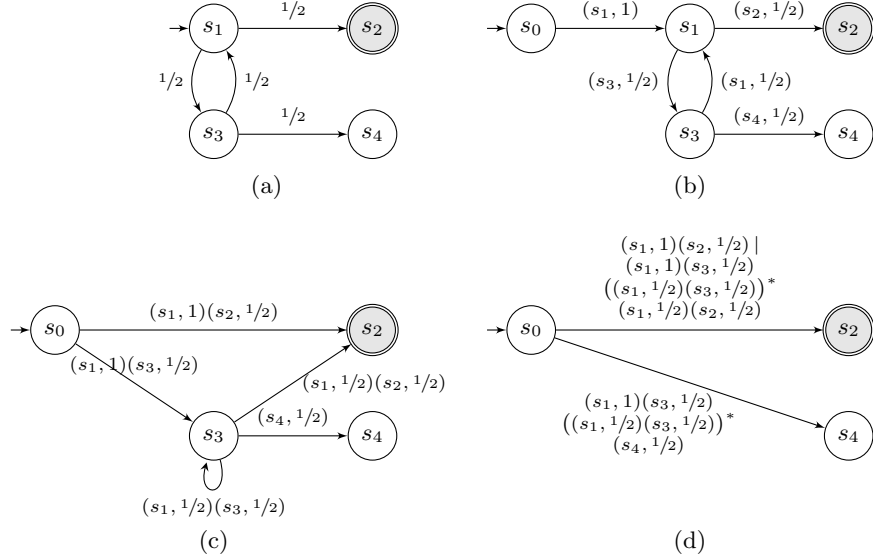 s₁ 1/2 s₂
1/2 1/2
s₃ 1/2 s₄
(a)
s₀ (s₁, 1) s₁ (s₂, 1/2) s₂
(s₃, 1/2) (s₁, 1/2)
s₃ (s₄, 1/2) s₄
(b)
s₀ (s₁, 1)(s₂, 1/2) s₂
(s₁, 1)(s₃, 1/2)
(s₁, 1/2)(s₂, 1/2)
s₃ (s₄, 1/2) s₄
(s₁, 1/2)(s₃, 1/2)
(c)
(s₁, 1)(s₂, 1/2) |
(s₁, 1)(s₃, 1/2)
((s₁, 1/2)(s₃, 1/2))*
(s₁, 1/2)(s₂, 1/2)
s₀ s₂
(s₁, 1)(s₃, 1/2)
((s₁, 1/2)(s₃, 1/2))*
(s₄, 1/2)
s₄
(d)